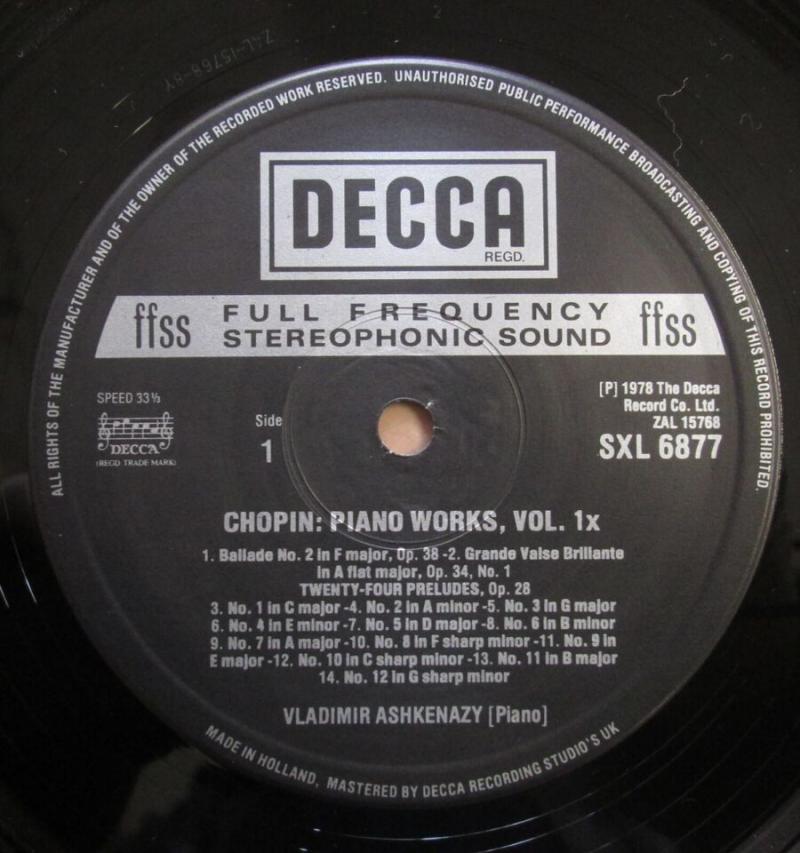 ALL RIGHTS OF THE MANUFACTURER AND OF THE OWNER OF THE RECORDED WORK RESERVED. UNAUTHORISED PUBLIC PERFORMANCE BROADCASTING AND COPYING OF THIS RECORD PROHIBITED.
DECCA
REGD.
ffss FULL FREQUENCY STEREOPHONIC SOUND ffss
SPEED 33⅓
DECCA
(REGD TRADE MARK)
Side
1
[P] 1978 The Decca
Record Co. Ltd.
ZAL 15768
SXL 6877
CHOPIN: PIANO WORKS, VOL. 1x
1. Ballade No. 2 in F major, Op. 38 -2. Grande Valse Brillante
in A flat major, Op. 34, No. 1
TWENTY-FOUR PRELUDES, Op. 28
3. No. 1 in C major -4. No. 2 in A minor -5. No. 3 in G major
6. No. 4 in E minor -7. No. 5 in D major -8. No. 6 in B minor
9. No. 7 in A major -10. No. 8 in F sharp minor -11. No. 9 in
E major -12. No. 10 in C sharp minor -13. No. 11 in B major
14. No. 12 in G sharp minor
VLADIMIR ASHKENAZY [Piano]
MADE IN HOLLAND, MASTERED BY DECCA RECORDING STUDIO'S UK